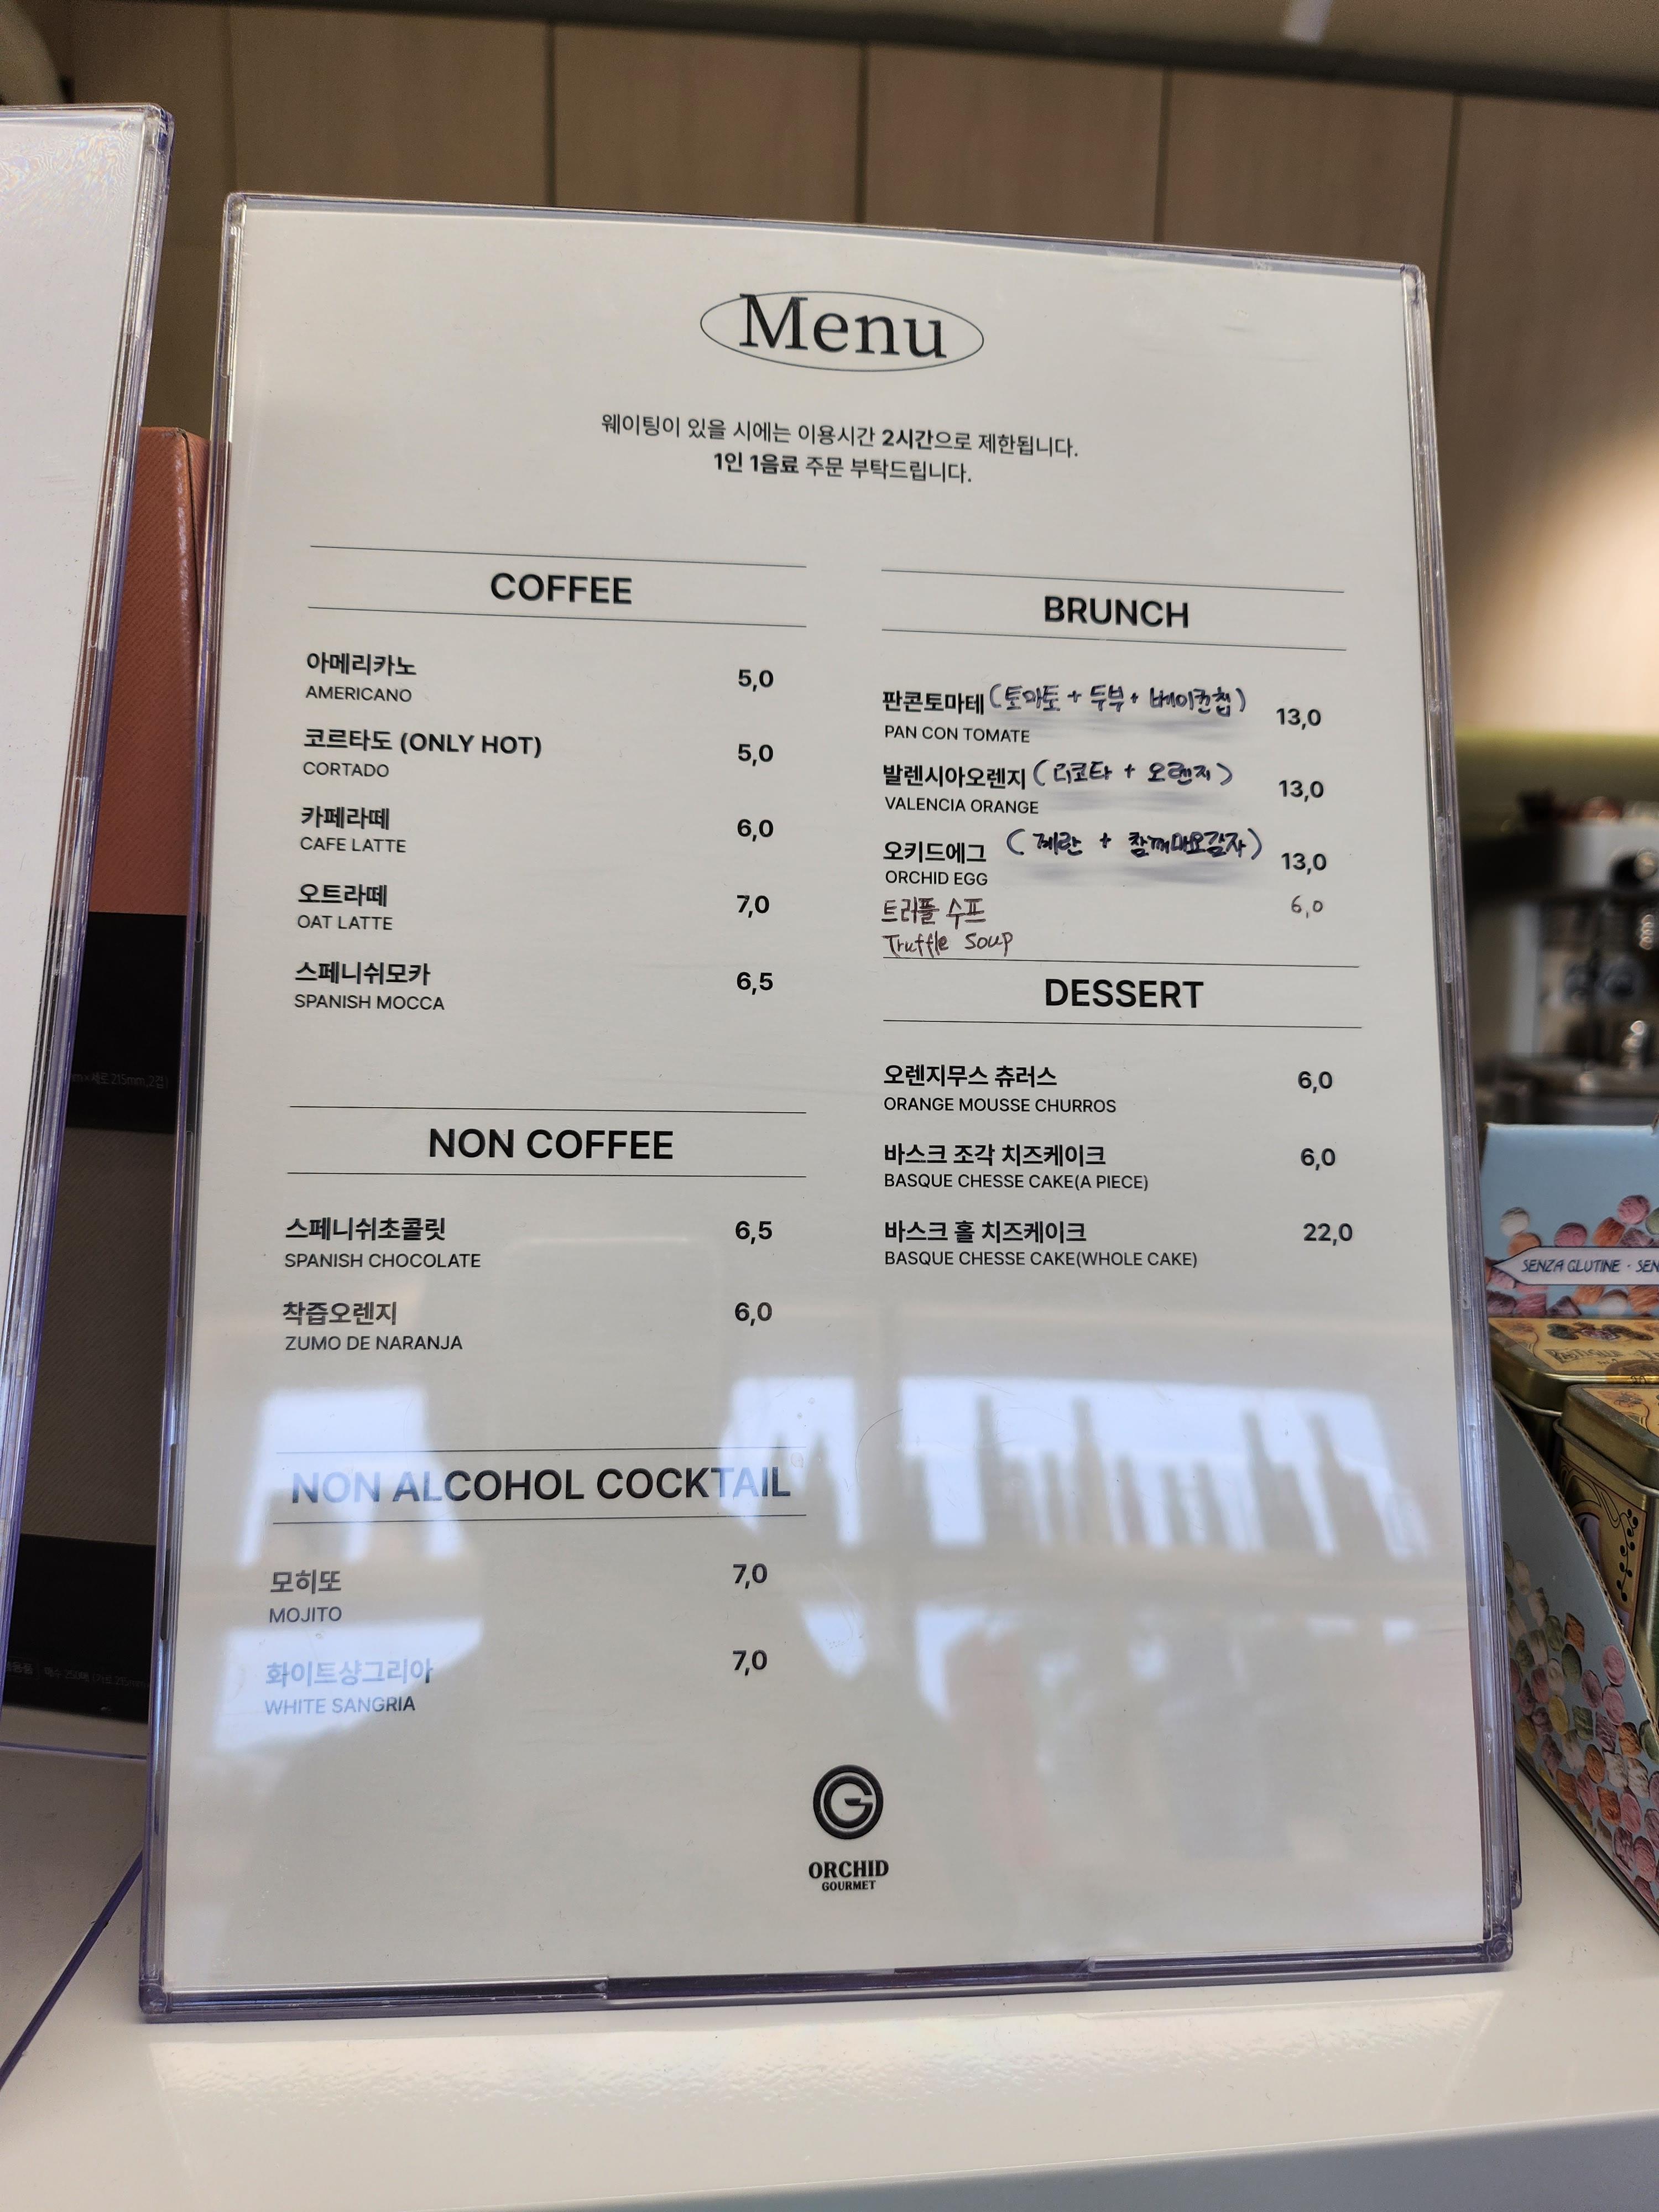 Menu
웨이팅이 있을 시에는 이용시간 2시간으로 제한됩니다.
1인 1음료 주문 부탁드립니다.
COFFEE
아메리카노 5,0
AMERICANO
코르타도 (ONLY HOT) 5,0
CORTADO
카페라떼 6,0
CAFE LATTE
오트라떼 7,0
OAT LATTE
스페니쉬모카 6,5
SPANISH MOCCA
NON COFFEE
스페니쉬초콜릿 6,5
SPANISH CHOCOLATE
착즙오렌지 6,0
ZUMO DE NARANJA
NON ALCOHOL COCKTAIL
모히또 7,0
MOJITO
화이트샹그리아 7,0
WHITE SANGRIA
BRUNCH
판콘토마테 (토마토 + 두부 + 베이컨칩) 13,0
PAN CON TOMATE
발렌시아오렌지 (리코타 + 오렌지) 13,0
VALENCIA ORANGE
오키드에그 (계란 + 참깨마요감자) 13,0
ORCHID EGG
트러플 수프 6,0
Truffle Soup
DESSERT
오렌지무스 츄러스 6,0
ORANGE MOUSSE CHURROS
바스크 조각 치즈케이크 6,0
BASQUE CHESSE CAKE(A PIECE)
바스크 홀 치즈케이크 22,0
BASQUE CHESSE CAKE(WHOLE CAKE)
ORCHID
GOURMET
SENZA GLUTINE · SEN